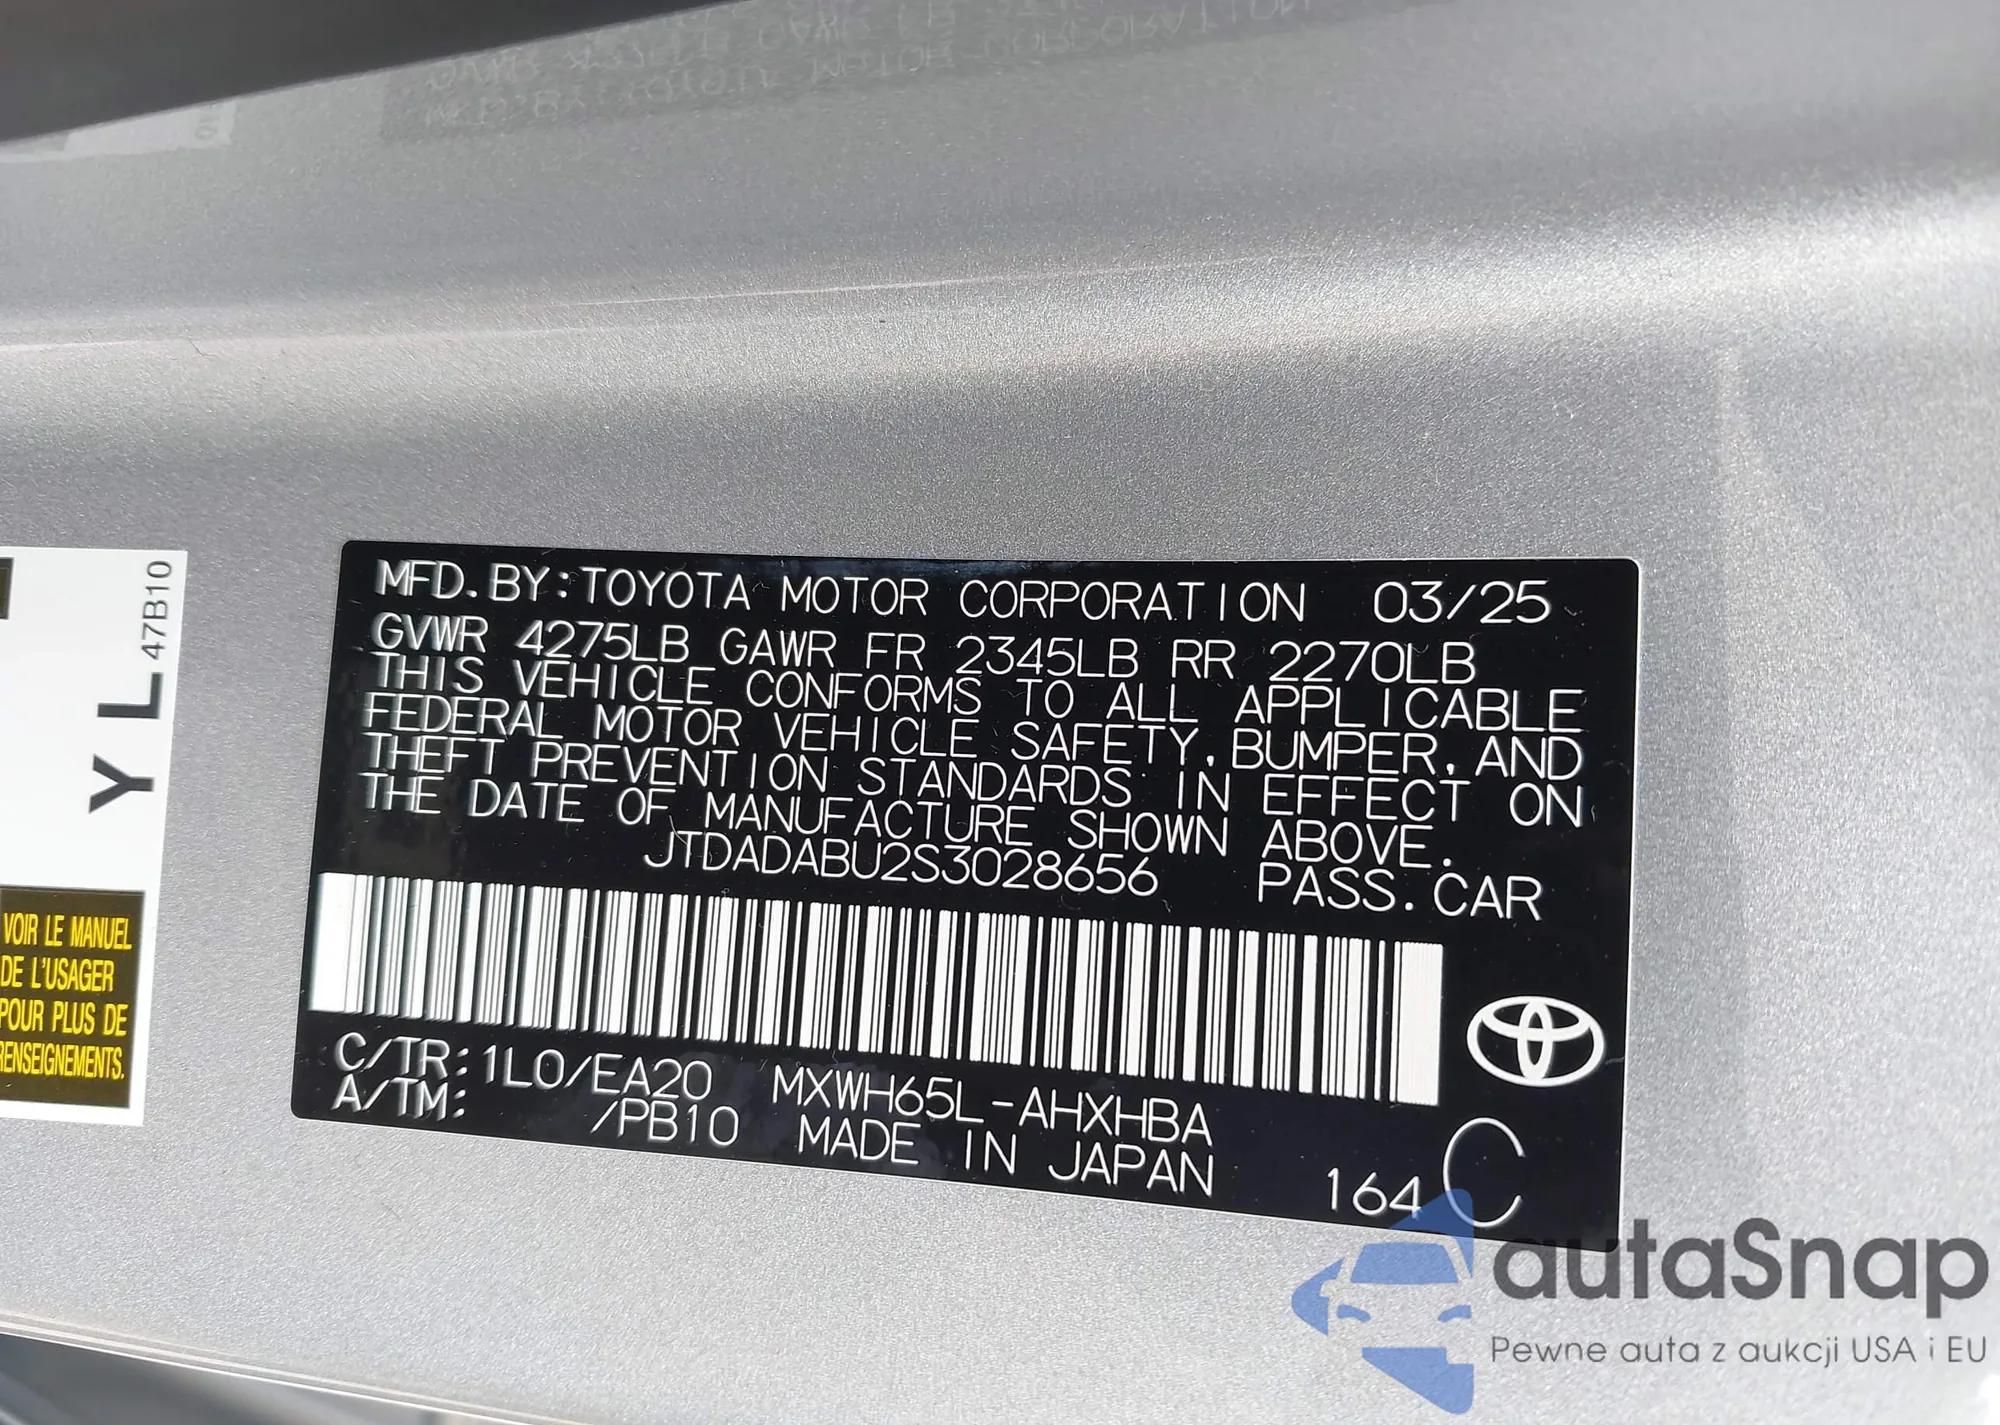 MFD. BY: TOYOTA MOTOR CORPORATION 03/25
GVWR 4275LB GAWR FR 2345LB RR 2270LB
THIS VEHICLE CONFORMS TO ALL APPLICABLE
FEDERAL MOTOR VEHICLE SAFETY, BUMPER, AND
THEFT PREVENTION STANDARDS IN EFFECT ON
THE DATE OF MANUFACTURE SHOWN ABOVE.
JTDADABU2S3028656 PASS. CAR
C/TR: 1L0/EA20 MXWH65L-AHXHBA
A/TM: /PB10 MADE IN JAPAN
164 C
YL 47B10
VOIR LE MANUEL
DE L'USAGER
POUR PLUS DE
RENSEIGNEMENTS.
autaSnap
Pewne auta z aukcji USA i EU